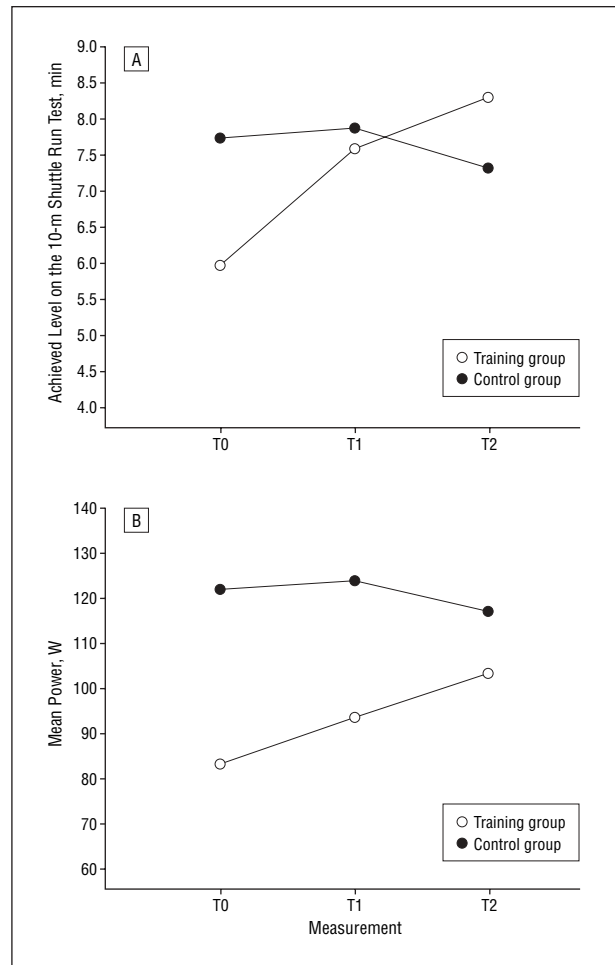 A
Achieved Level on the 10-m Shuttle Run Test, min
9.0
8.5
8.0
7.5
7.0
6.5
6.0
5.5
5.0
4.5
4.0
Training group
Control group
T0 T1 T2
B
Mean Power, W
140
130
120
110
100
90
80
70
60
Training group
Control group
T0 T1 T2
Measurement